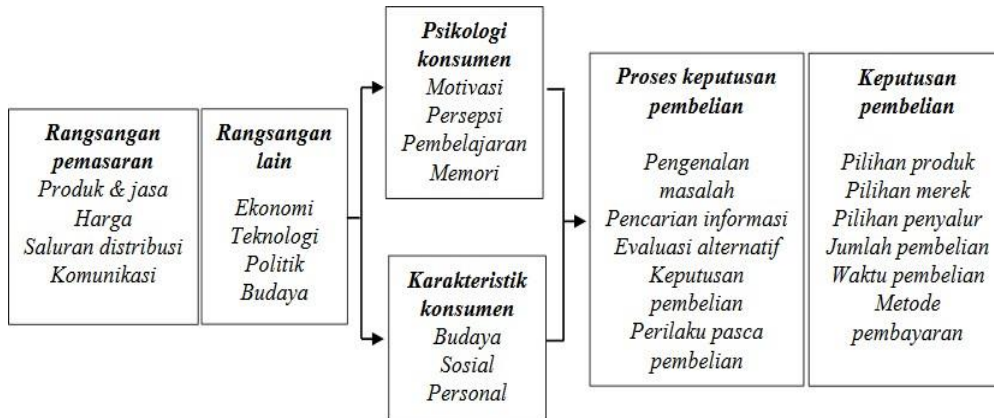 Rangsangan
pemasaran
Produk & jasa
Harga
Saluran distribusi
Komunikasi
Rangsangan
lain
Ekonomi
Teknologi
Politik
Budaya
Psikologi
konsumen
Motivasi
Persepsi
Pembelajaran
Memori
Karakteristik
konsumen
Budaya
Sosial
Personal
Proses keputusan
pembelian
Pengenalan
masalah
Pencarian informasi
Evaluasi alternatif
Keputusan
pembelian
Perilaku pasca
pembelian
Keputusan
pembelian
Pilihan produk
Pilihan merek
Pilihan penyalur
Jumlah pembelian
Waktu pembelian
Metode
pembayaran